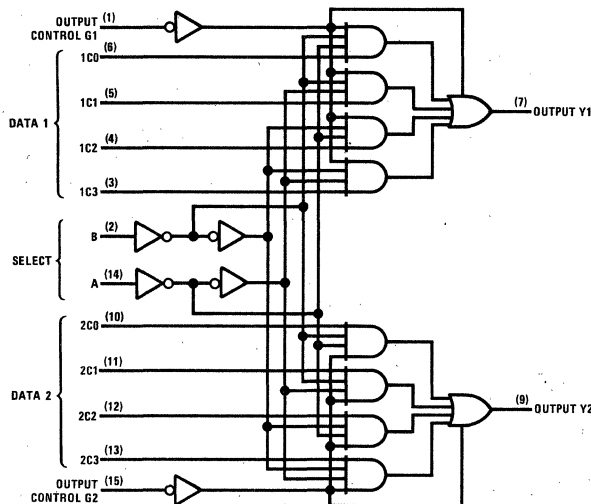 OUTPUT (1)
CONTROL G1
(6)
1C0
(5)
1C1
DATA 1
(7)
OUTPUT Y1
(4)
1C2
(3)
1C3
B (2)
SELECT
A (14)
(10)
2C0
(11)
2C1
DATA 2
(9)
OUTPUT Y2
(12)
2C2
(13)
2C3
OUTPUT (15)
CONTROL G2